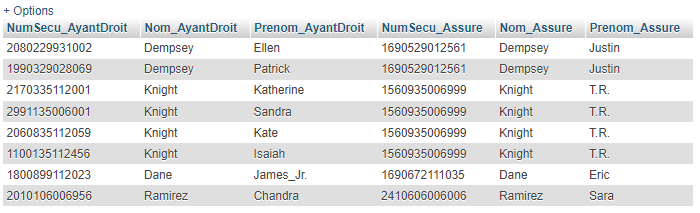 + Options
NumSecu_AyantDroit Nom_AyantDroit Prenom_AyantDroit NumSecu_Assure Nom_Assure Prenom_Assure
2080229931002 Dempsey Ellen 1690529012561 Dempsey Justin
1990329028069 Dempsey Patrick 1690529012561 Dempsey Justin
2170335112001 Knight Katherine 1560935006999 Knight T.R.
2991135006001 Knight Sandra 1560935006999 Knight T.R.
2060835112059 Knight Kate 1560935006999 Knight T.R.
1100135112456 Knight Isaiah 1560935006999 Knight T.R.
1800899112023 Dane James_Jr. 1690672111035 Dane Eric
2010106006956 Ramirez Chandra 2410606006006 Ramirez Sara